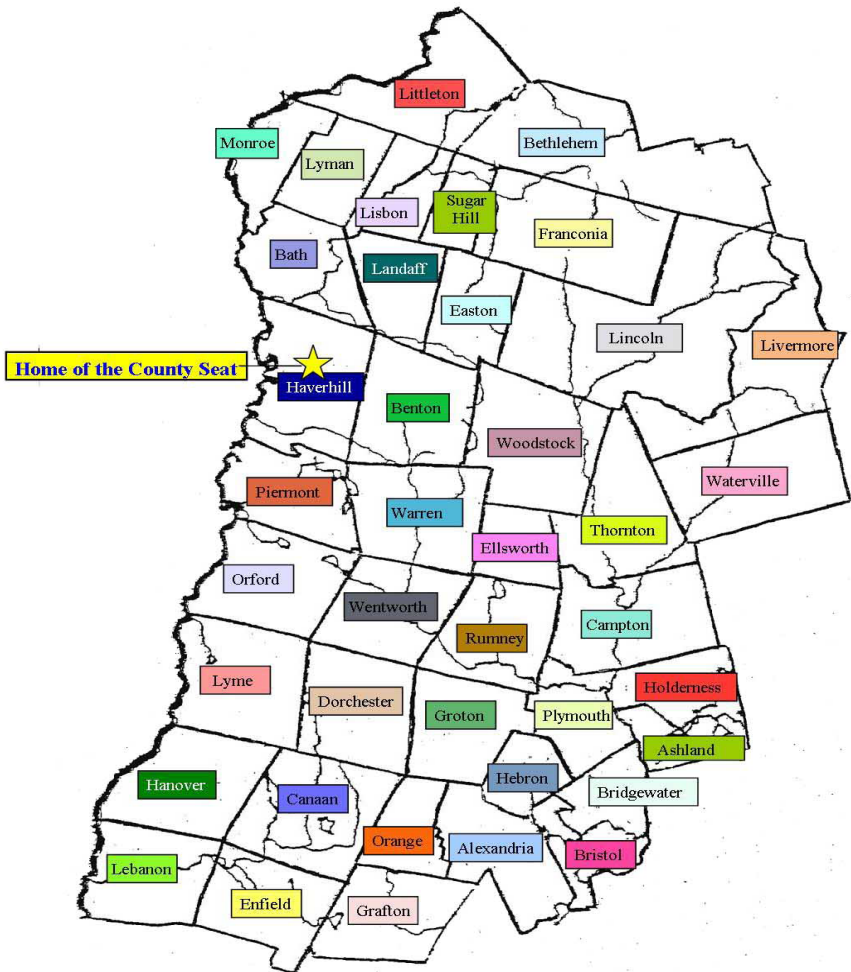 Littleton
Bethlehem
Monroe
Lyman
Lisbon
Sugar
Hill
Franconia
Bath
Landaff
Easton
Lincoln
Livermore
Home of the County Seat
Haverhill
Benton
Woodstock
Waterville
Piermont
Warren
Thornton
Ellsworth
Orford
Wentworth
Rumney
Campton
Lyme
Dorchester
Groton
Plymouth
Holderness
Ashland
Hanover
Canaan
Hebron
Bridgewater
Orange
Alexandria
Bristol
Lebanon
Enfield
Grafton